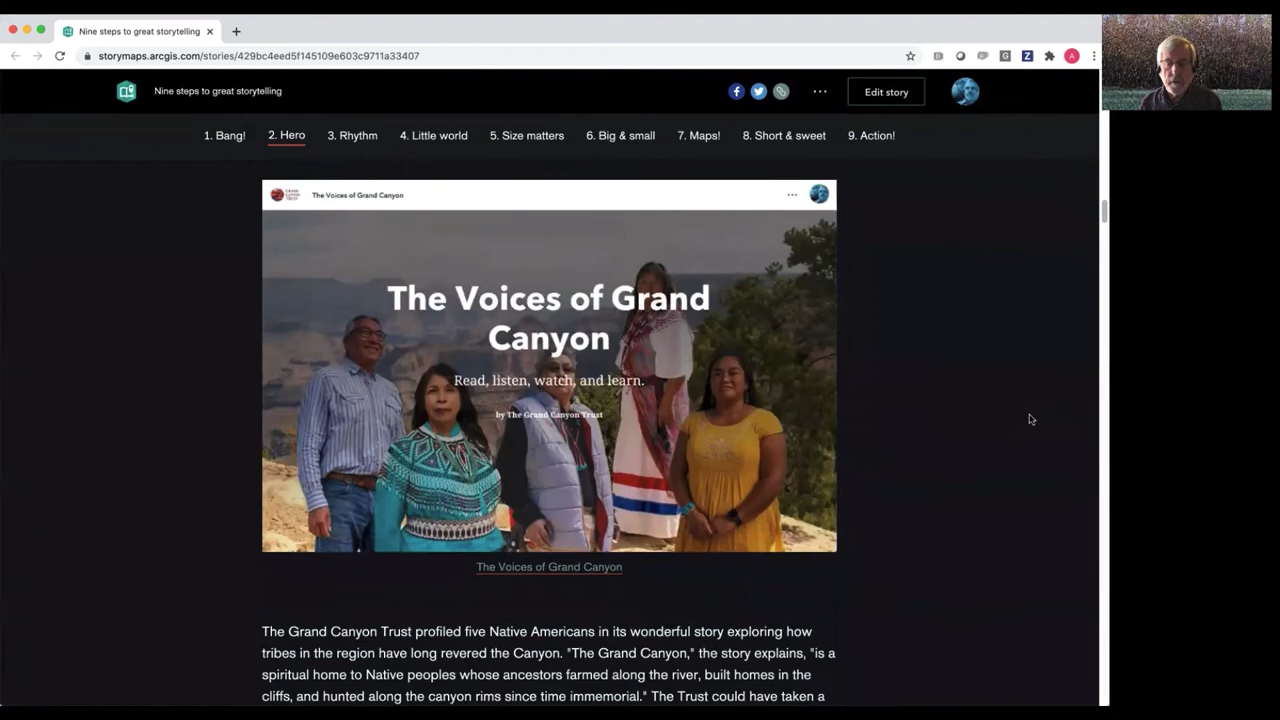 Nine steps to great storytelling
storymaps.arcgis.com/stories/429bc4eed5f145109e603c9711a33407
Nine steps to great storytelling
Edit story
1. Bang!
2. Hero
3. Rhythm
4. Little world
5. Size matters
6. Big & small
7. Maps!
8. Short & sweet
9. Action!
GRAND
CANYON
TRUST
The Voices of Grand Canyon
The Voices of Grand
Canyon
Read, listen, watch, and learn.
by The Grand Canyon Trust
The Voices of Grand Canyon
The Grand Canyon Trust profiled five Native Americans in its wonderful story exploring how
tribes in the region have long revered the Canyon. "The Grand Canyon," the story explains, "is a
spiritual home to Native peoples whose ancestors farmed along the river, built homes in the
cliffs, and hunted along the canyon rims since time immemorial." The Trust could have taken a